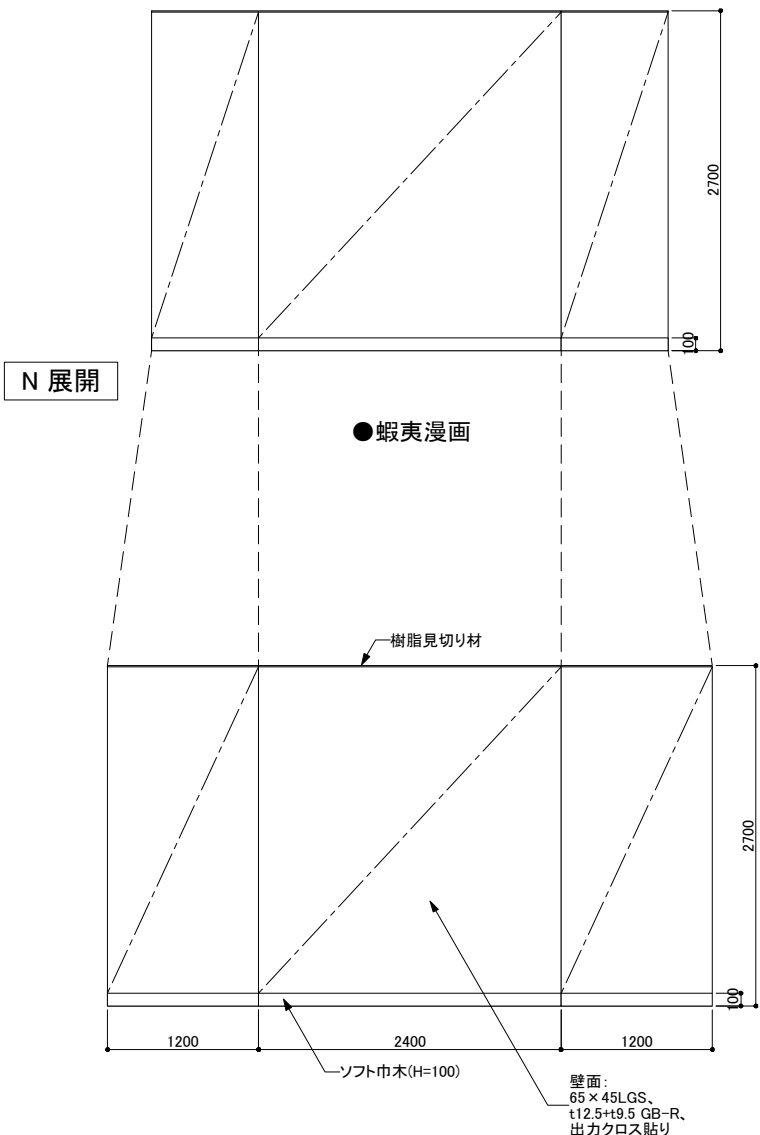 2700
100
N 展開
●蝦夷漫画
樹脂見切り材
2700
100
1200 2400 1200
ソフト巾木(H=100)
壁面:
65×45LGS、
t12.5+t9.5 GB-R、
出力クロス貼り